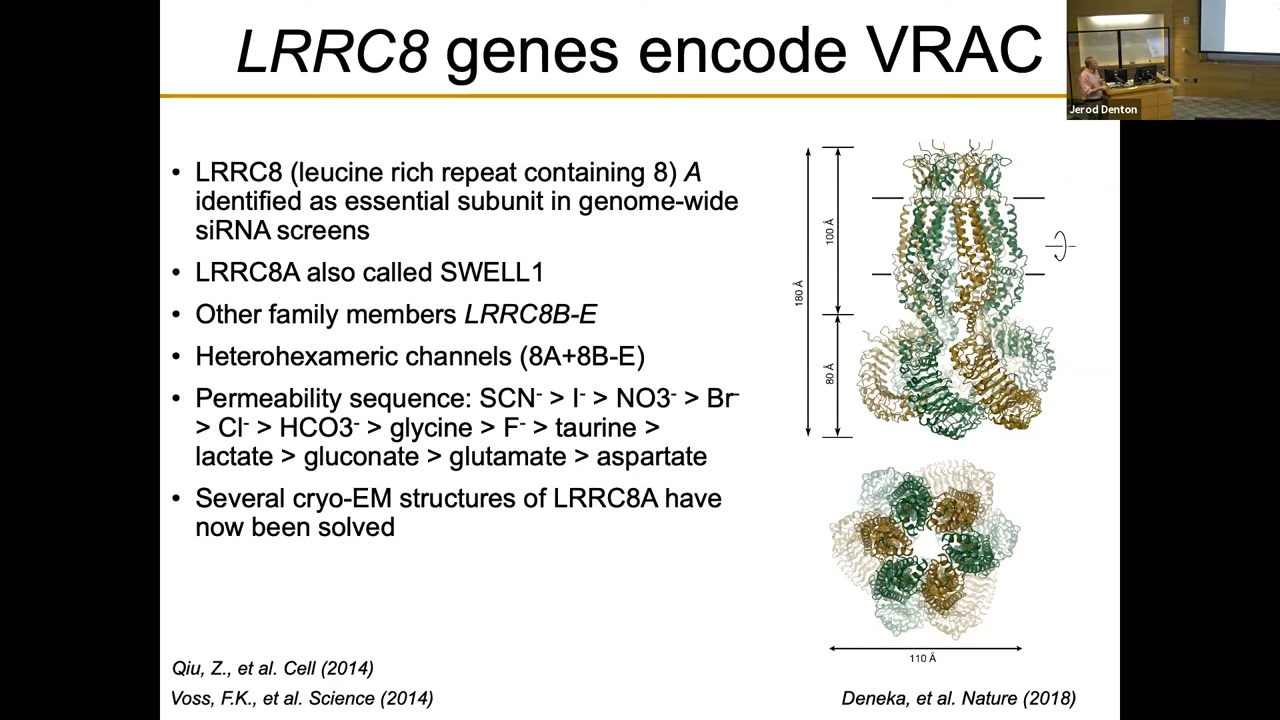 LRRC8 genes encode VRAC
Jerod Denton
• LRRC8 (leucine rich repeat containing 8) A
identified as essential subunit in genome-wide
siRNA screens
• LRRC8A also called SWELL1
• Other family members LRRC8B-E
• Heterohexameric channels (8A+8B-E)
• Permeability sequence: SCN⁻ > I⁻ > NO3⁻ > Br⁻
> Cl⁻ > HCO3⁻ > glycine > F⁻ > taurine >
lactate > gluconate > glutamate > aspartate
• Several cryo-EM structures of LRRC8A have
now been solved
180 Å
100 Å
80 Å
110 Å
Qiu, Z., et al. Cell (2014)
Voss, F.K., et al. Science (2014)
Deneka, et al. Nature (2018)